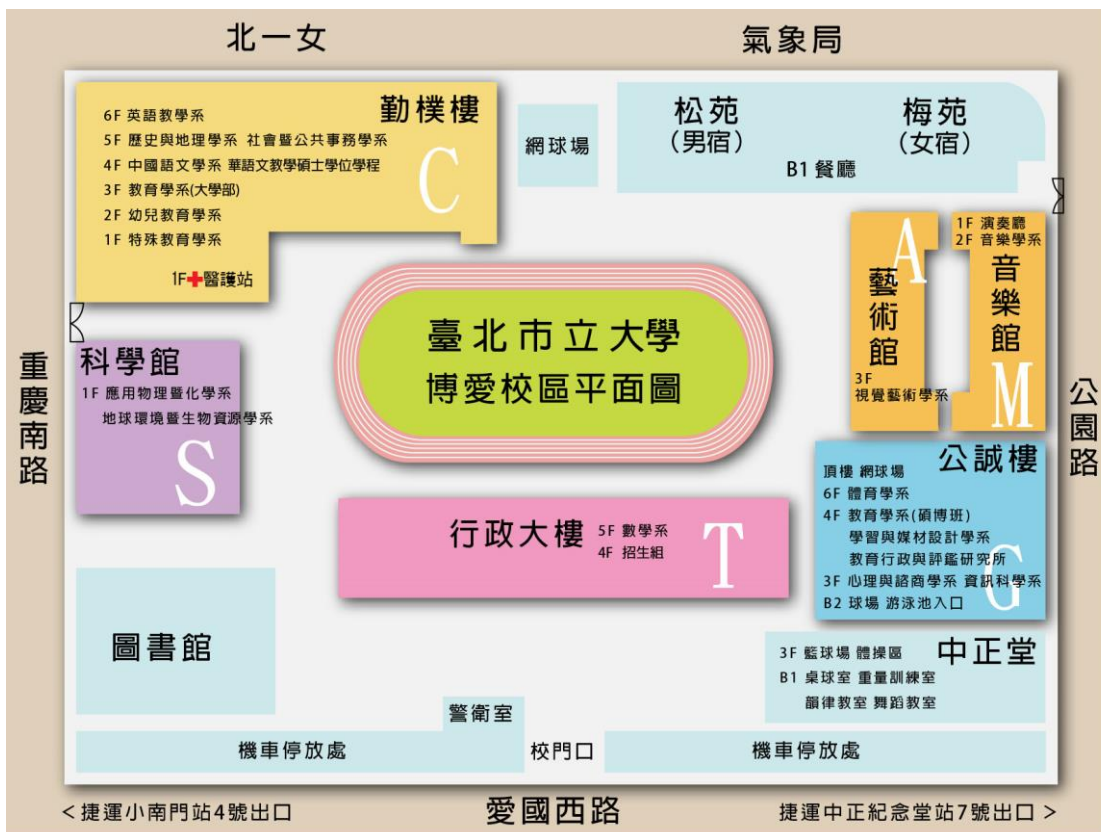 北一女
氣象局
勤樸樓
6F 英語教學系
5F 歷史與地理學系 社會暨公共事務學系
4F 中國語文學系 華語文教學碩士學位學程
3F 教育學系(大學部)
2F 幼兒教育學系
1F 特殊教育學系
1F✚醫護站
C
網球場
松苑
(男宿)
梅苑
(女宿)
B1 餐廳
A
藝術館
3F
視覺藝術學系
1F 演奏廳
2F 音樂學系
音樂館
M
臺北市立大學
博愛校區平面圖
重慶南路
科學館
1F 應用物理暨化學系
地球環境暨生物資源學系
S
公園路
公誠樓
頂樓 網球場
6F 體育學系
4F 教育學系(碩博班)
學習與媒材設計學系
教育行政與評鑑研究所
3F 心理與諮商學系 資訊科學系
B2 球場 游泳池入口
G
行政大樓
5F 數學系
4F 招生組
T
圖書館
中正堂
3F 籃球場 體操區
B1 桌球室 重量訓練室
韻律教室 舞蹈教室
警衛室
機車停放處
校門口
機車停放處
<捷運小南門站4號出口
愛國西路
捷運中正紀念堂站7號出口>